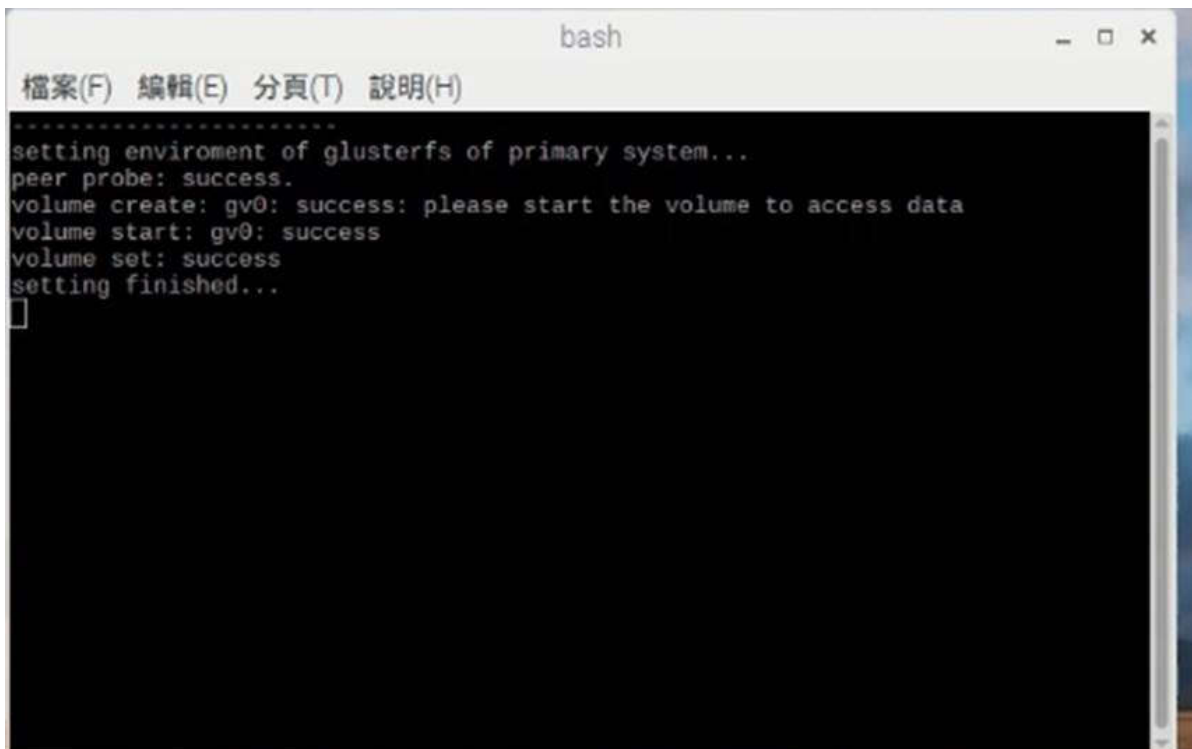 bash
檔案(F) 編輯(E) 分頁(T) 說明(H)
-----------------------
setting enviroment of glusterfs of primary system...
peer probe: success.
volume create: gv0: success: please start the volume to access data
volume start: gv0: success
volume set: success
setting finished...